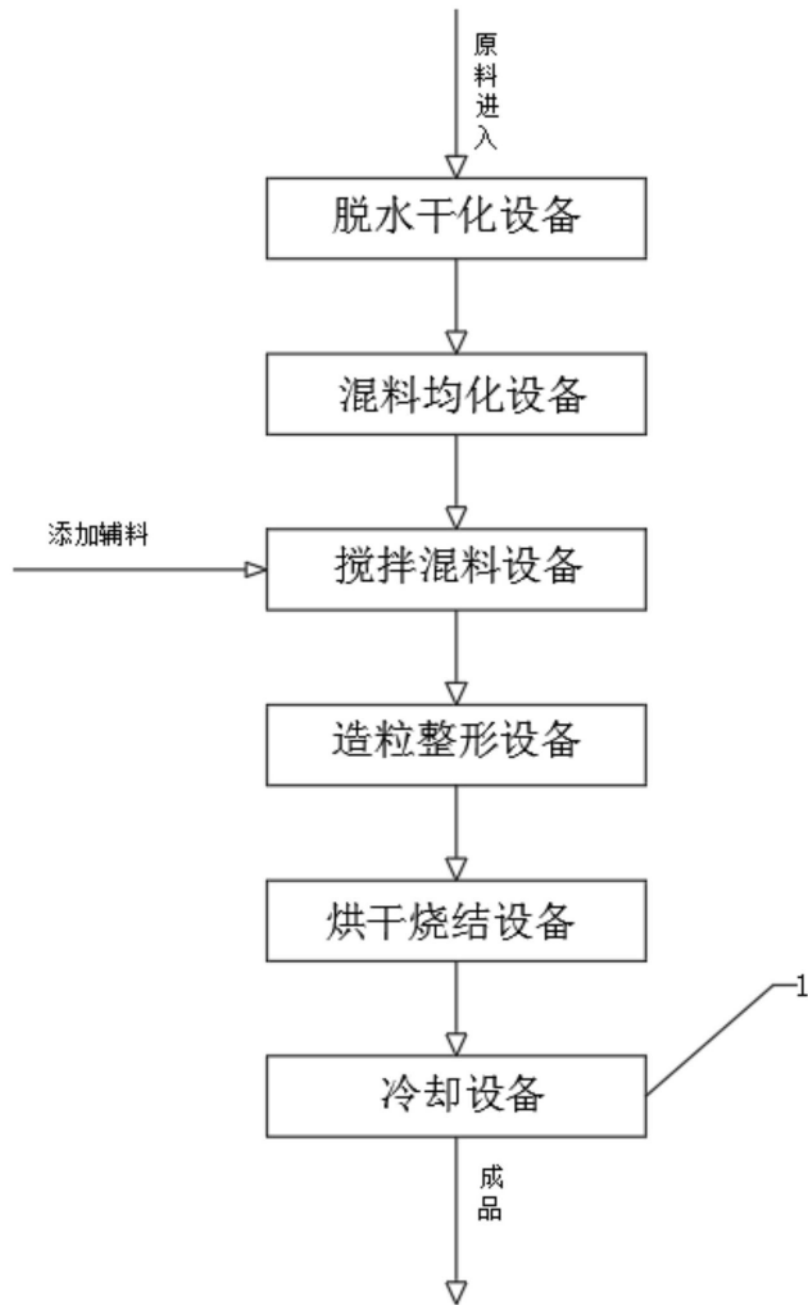 原料进入
脱水干化设备
混料均化设备
添加辅料
搅拌混料设备
造粒整形设备
烘干烧结设备
1
冷却设备
成品